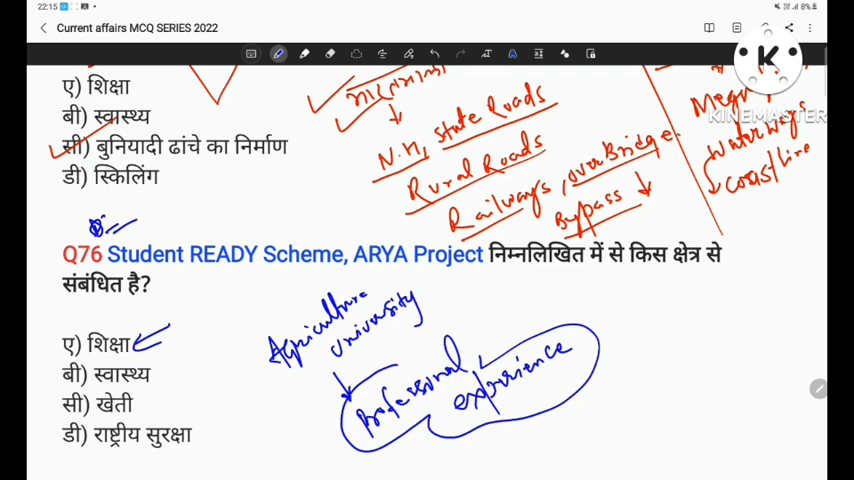 22:15
8%
Current affairs MCQ SERIES 2022
K
KINEMASTER
ए) शिक्षा
बी) स्वास्थ्य
सी) बुनियादी ढांचे का निर्माण
डी) स्किलिंग
N.H, State Roads
Rural Roads
Railways, overBridge.
Bypass
waterways
coastline
Q76 Student READY Scheme, ARYA Project निम्नलिखित में से किस क्षेत्र से
संबंधित है?
ए) शिक्षा
बी) स्वास्थ्य
सी) खेती
डी) राष्ट्रीय सुरक्षा
Agriculture
university
Professional
experience